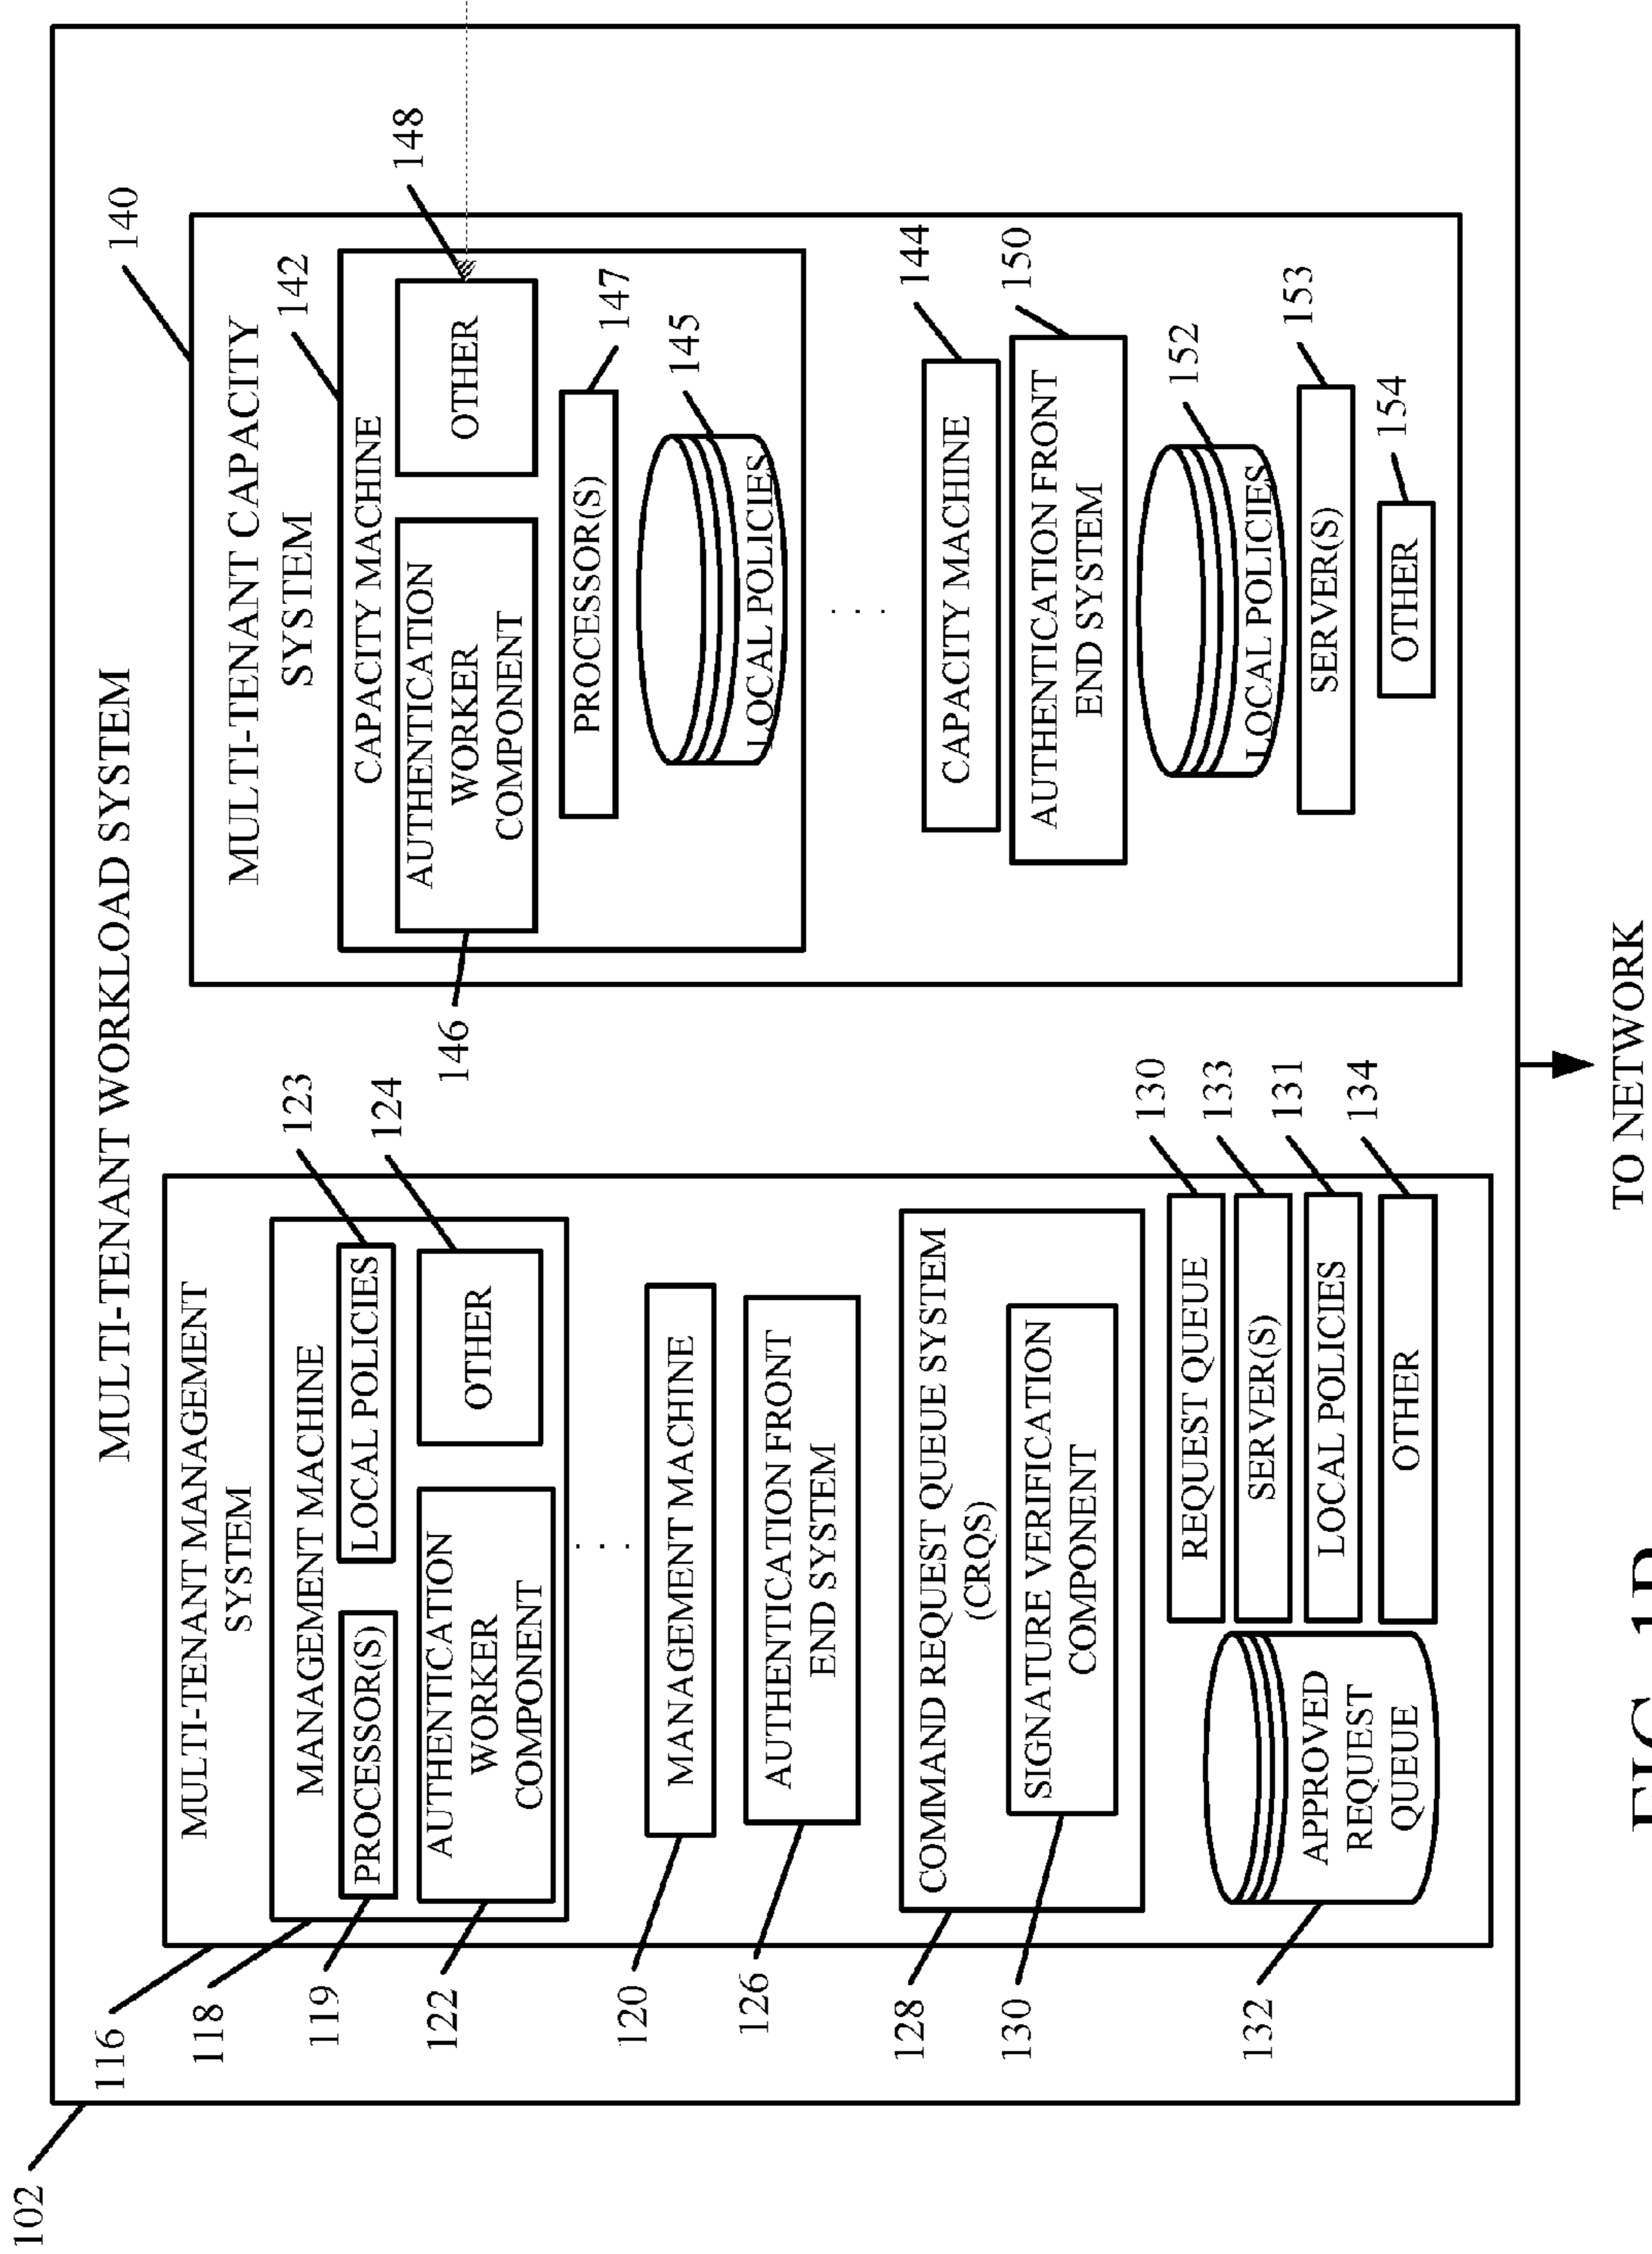 102
MULTI-TENANT WORKLOAD SYSTEM
116
MULTI-TENANT MANAGEMENT
SYSTEM
118
MANAGEMENT MACHINE
119
PROCESSOR(S)
LOCAL POLICIES
123
122
AUTHENTICATION
WORKER
COMPONENT
OTHER
124
. . .
120
MANAGEMENT MACHINE
126
AUTHENTICATION FRONT
END SYSTEM
128
COMMAND REQUEST QUEUE SYSTEM
(CRQS)
130
SIGNATURE VERIFICATION
COMPONENT
132
APPROVED
REQUEST
QUEUE
REQUEST QUEUE
130
SERVER(S)
133
LOCAL POLICIES
131
OTHER
134
140
MULTI-TENANT CAPACITY
SYSTEM
142
CAPACITY MACHINE
146
AUTHENTICATION
WORKER
COMPONENT
OTHER
148
PROCESSOR(S)
147
LOCAL POLICIES
145
. . .
CAPACITY MACHINE
144
AUTHENTICATION FRONT
END SYSTEM
150
LOCAL POLICIES
152
SERVER(S)
153
OTHER
154
TO NETWORK